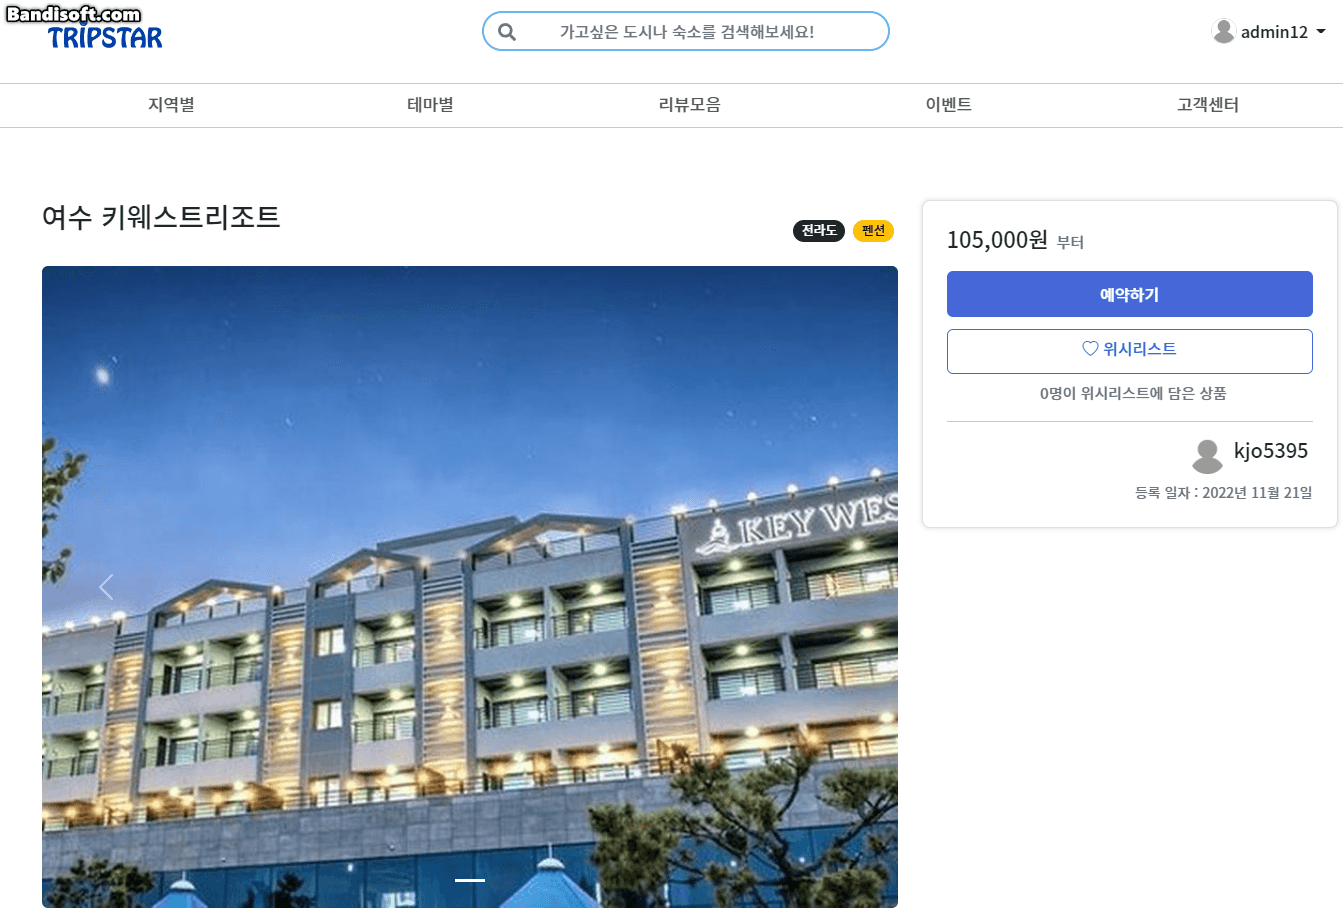 Bandisoft.com
TRIPSTAR
가고싶은 도시나 숙소를 검색해보세요!
admin12
지역별 테마별 리뷰모음 이벤트 고객센터
여수 키웨스트리조트
전라도 펜션
105,000원 부터
예약하기
위시리스트
0명이 위시리스트에 담은 상품
kjo5395
등록 일자 : 2022년 11월 21일
KEY WES